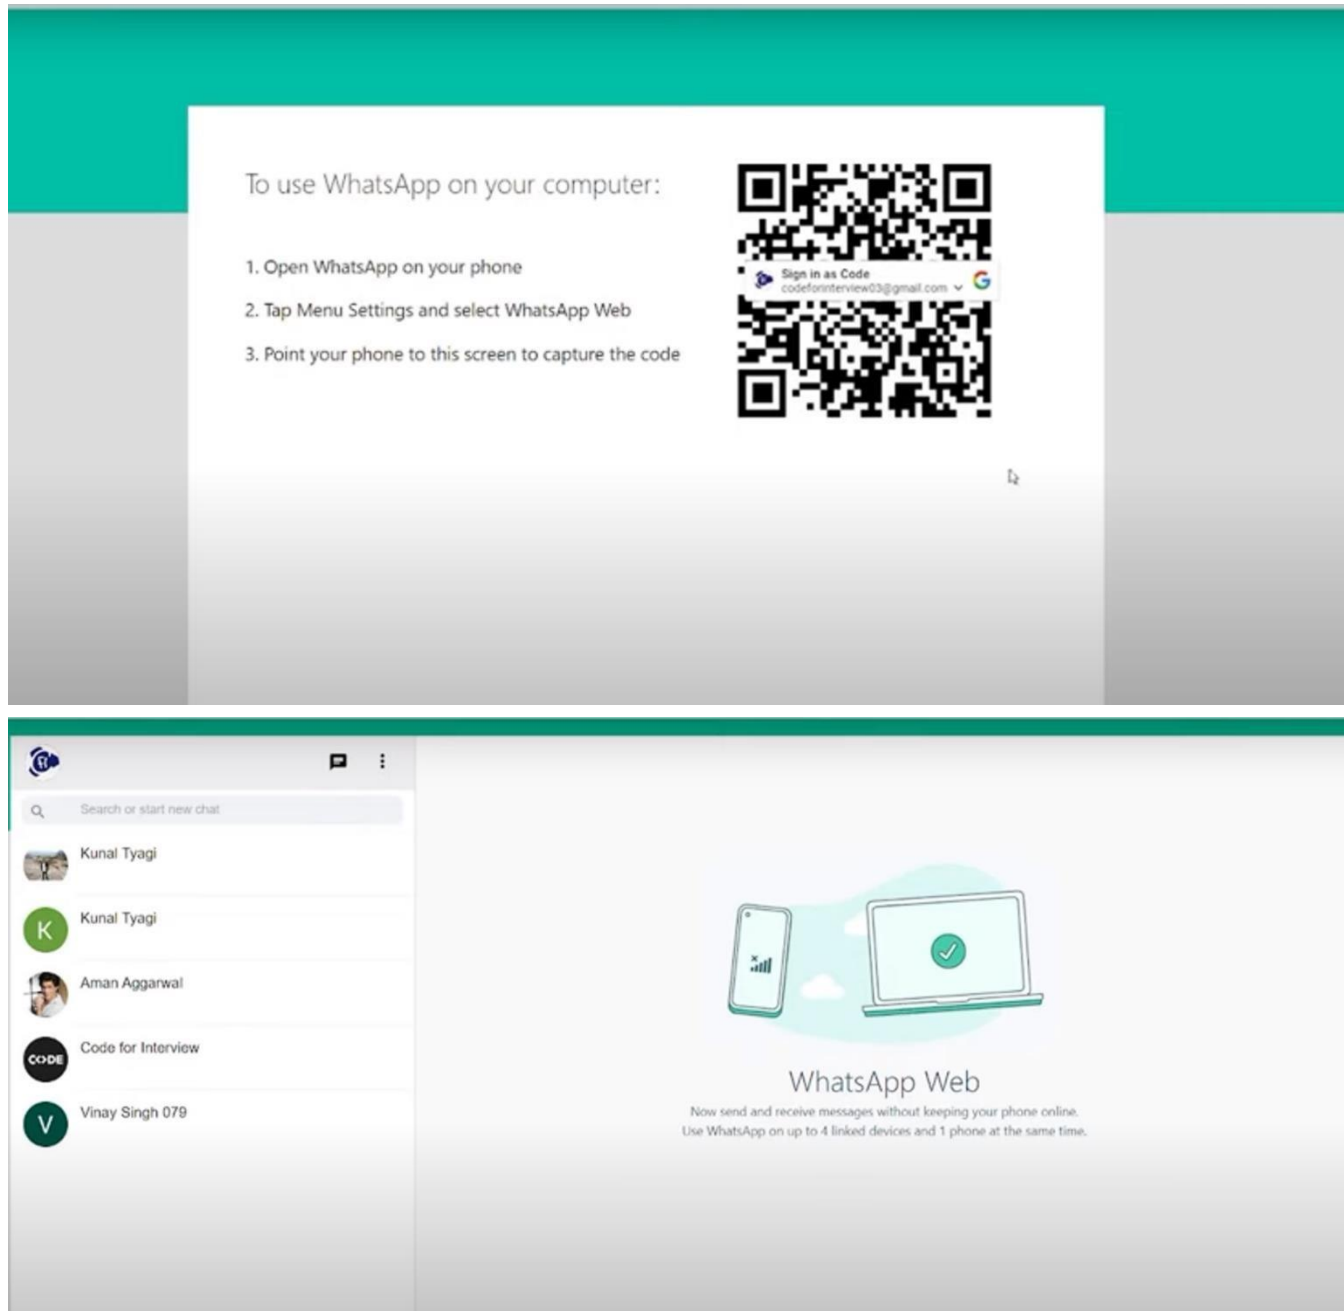 To use WhatsApp on your computer:
1. Open WhatsApp on your phone
2. Tap Menu Settings and select WhatsApp Web
3. Point your phone to this screen to capture the code
Sign in as Code
codeforinterview03@gmail.com
G
Search or start new chat
Kunal Tyagi
K
Kunal Tyagi
Aman Aggarwal
CODE
Code for Interview
V
Vinay Singh 079
WhatsApp Web
Now send and receive messages without keeping your phone online.
Use WhatsApp on up to 4 linked devices and 1 phone at the same time.